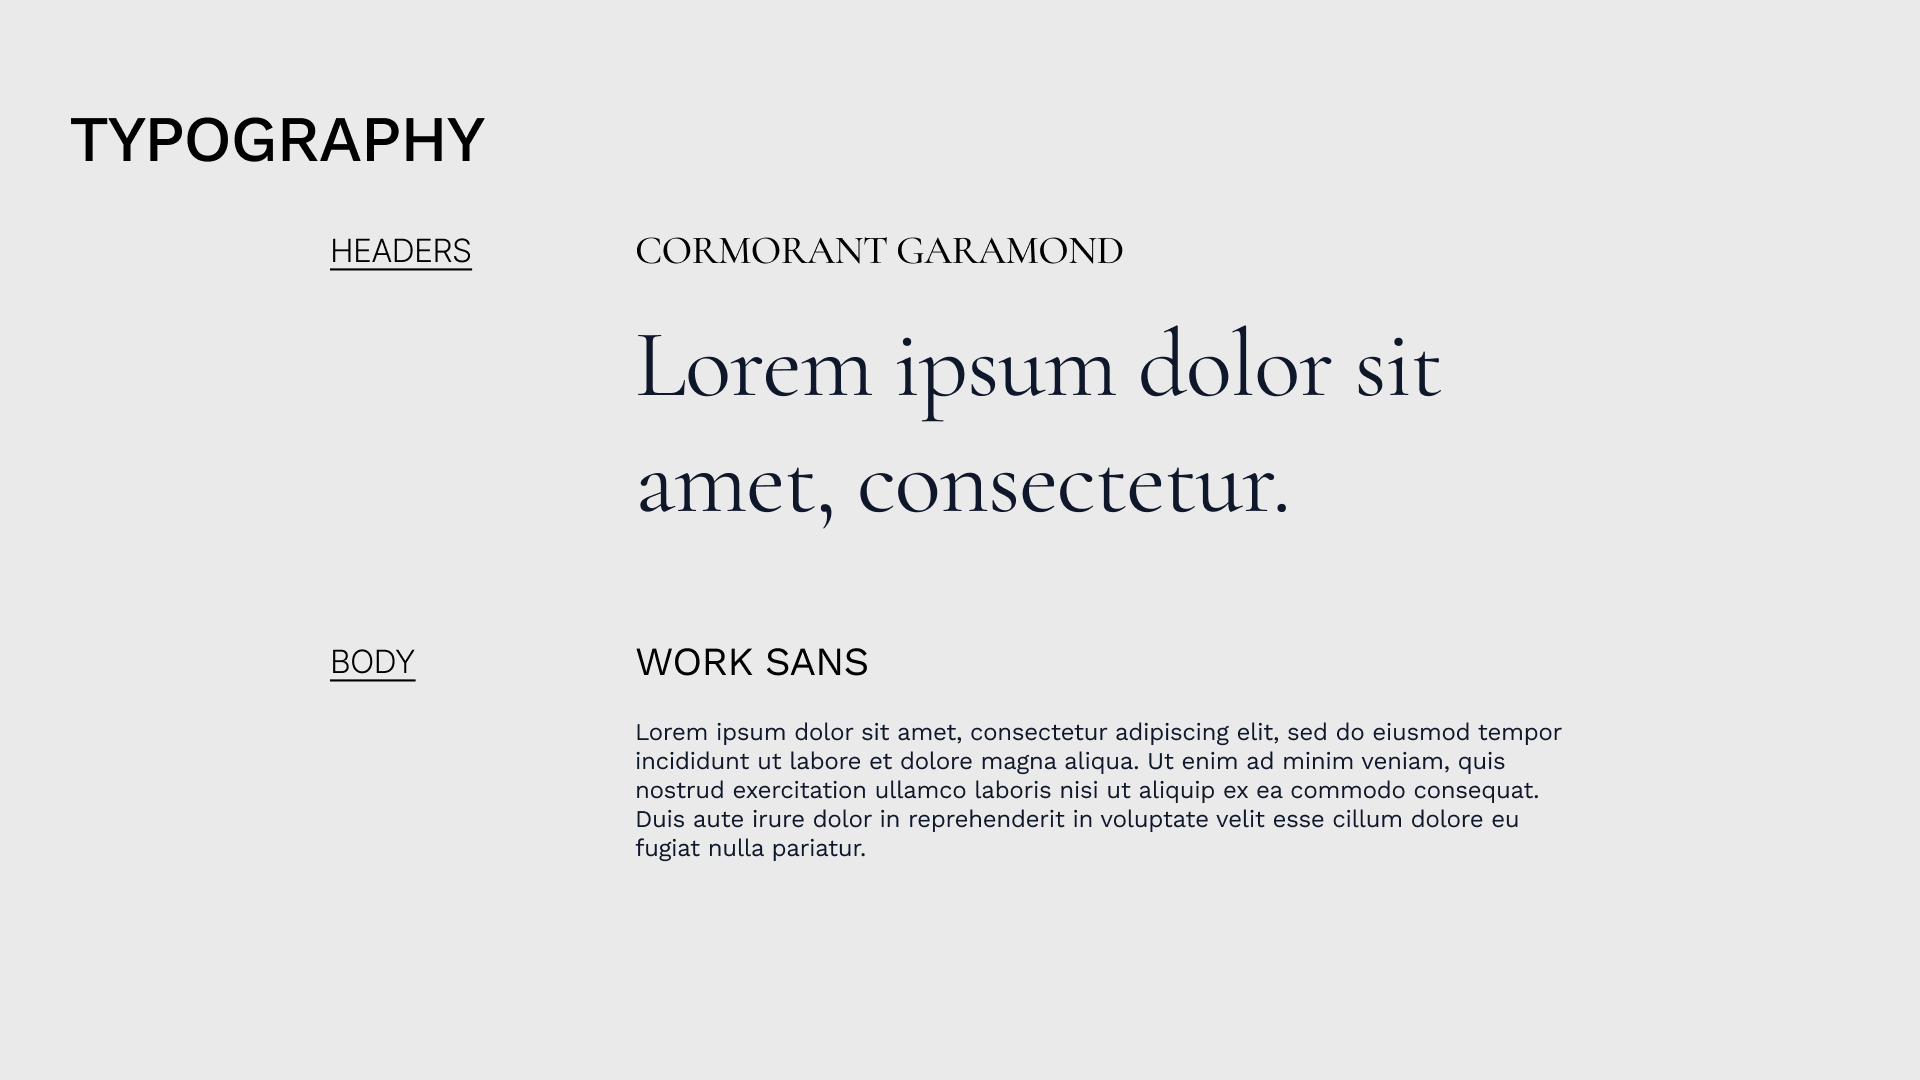 TYPOGRAPHY
HEADERS
CORMORANT GARAMOND
Lorem ipsum dolor sit
amet, consectetur.
BODY
WORK SANS
Lorem ipsum dolor sit amet, consectetur adipiscing elit, sed do eiusmod tempor
incididunt ut labore et dolore magna aliqua. Ut enim ad minim veniam, quis
nostrud exercitation ullamco laboris nisi ut aliquip ex ea commodo consequat.
Duis aute irure dolor in reprehenderit in voluptate velit esse cillum dolore eu
fugiat nulla pariatur.